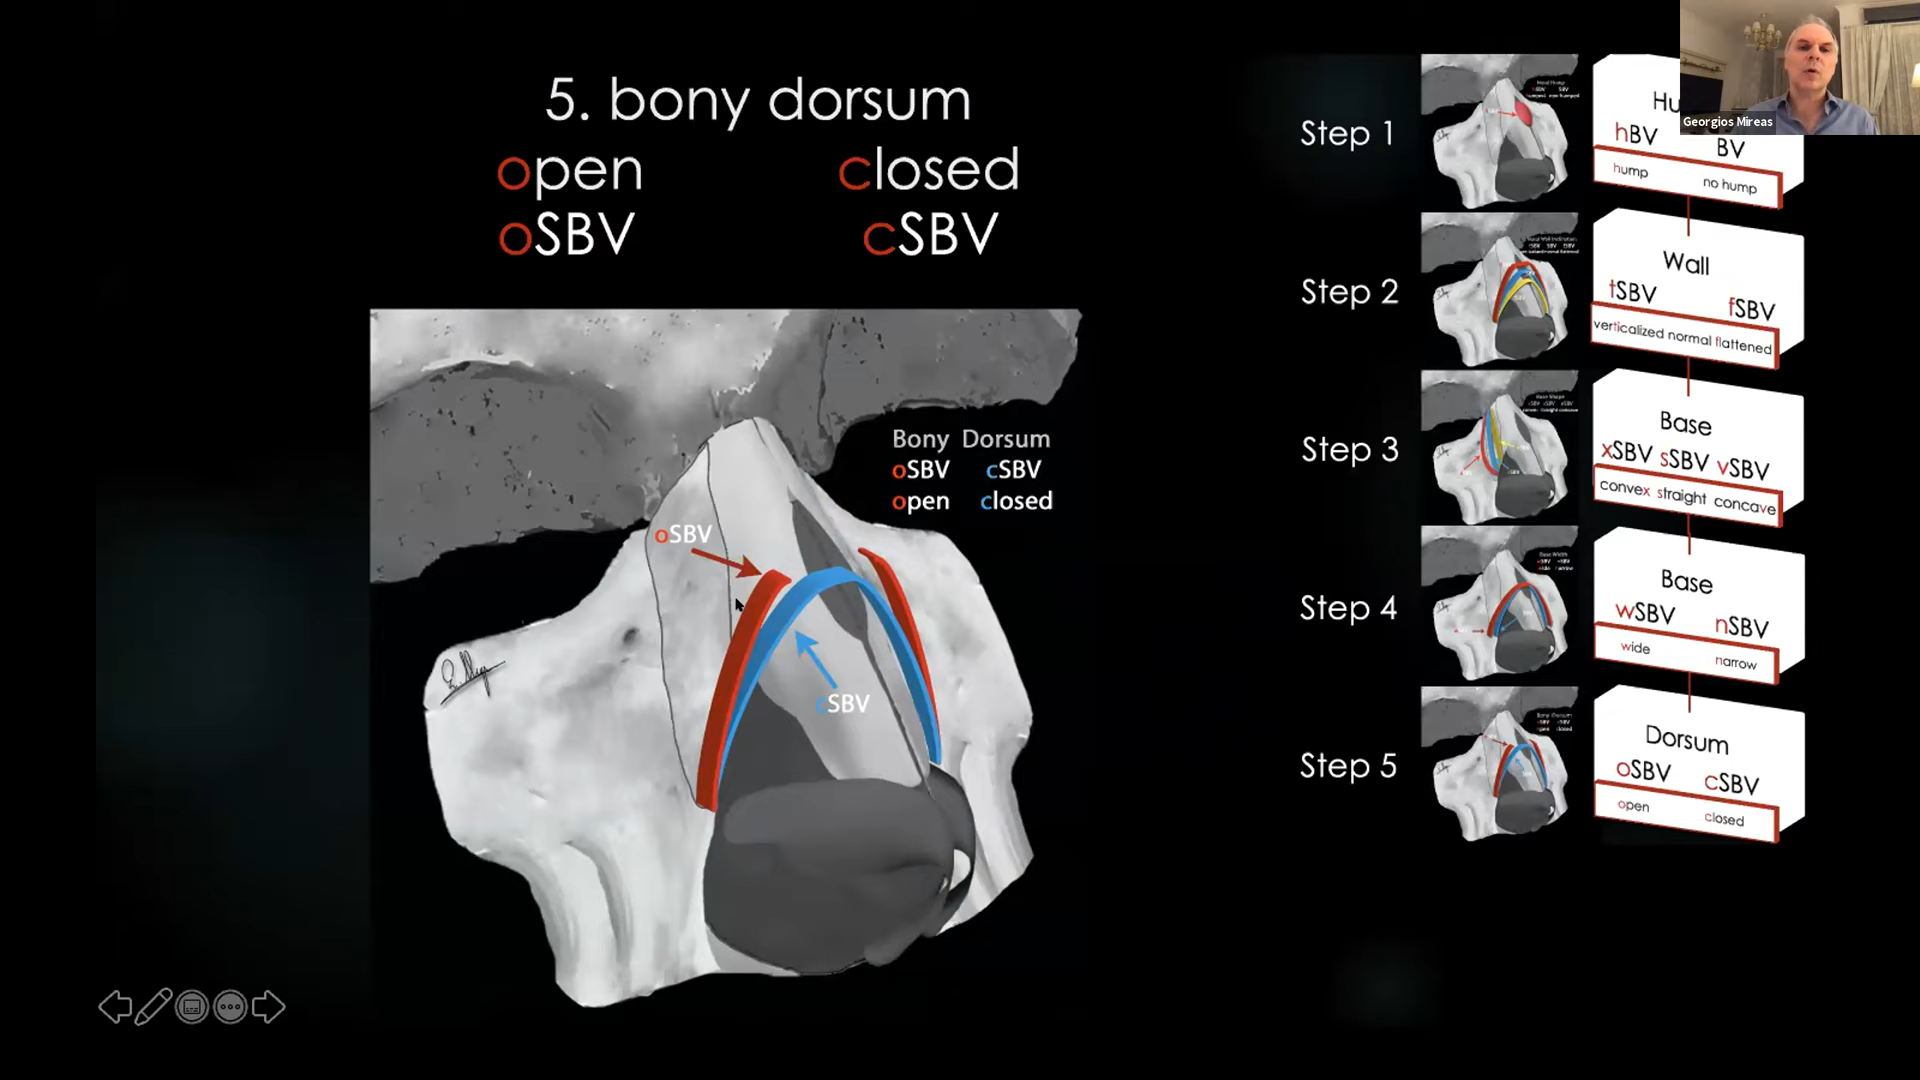 5. bony dorsum
open closed
oSBV cSBV
Bony Dorsum
oSBV cSBV
open closed
oSBV
cSBV
Step 1
Hu
hBV BV
hump no hump
Step 2
Wall
tSBV fSBV
verticalized normal flattened
Step 3
Base
xSBV sSBV vSBV
convex straight concave
Step 4
Base
wSBV nSBV
wide narrow
Step 5
Dorsum
oSBV cSBV
open closed
Georgios Mireas